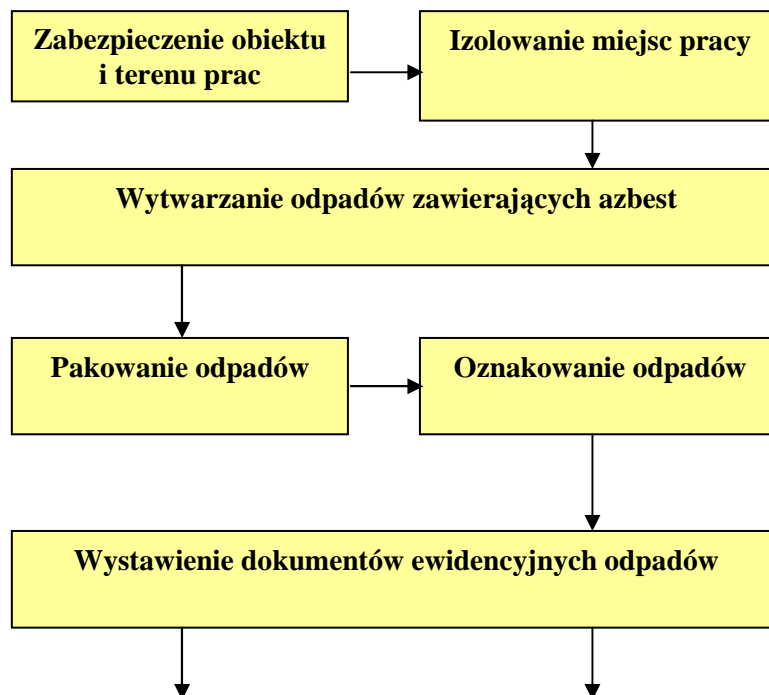 Zabezpieczenie obiektu
i terenu prac
Izolowanie miejsc pracy
Wytwarzanie odpadów zawierających azbest
Pakowanie odpadów
Oznakowanie odpadów
Wystawienie dokumentów ewidencyjnych odpadów